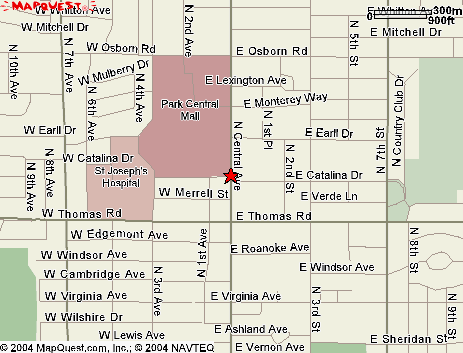 MAPQUEST
W Whitton Ave
E Whitton Ave
300m
900ft
W Mitchell Dr
E Mitchell Dr
N 2nd Ave
N 5th St
W Osborn Rd
E Osborn Rd
N 10th Ave
N 7th Ave
W Mulberry Dr
N 4th Ave
E Lexington Ave
N 6th Ave
Park Central
Mall
E Monterey Way
N Country Club Dr
W Earll Dr
N Central Ave
N 1st Pl
E Earll Dr
N 7th St
N 9th Ave
N 8th Ave
W Catalina Dr
St Joseph's
Hospital
N 2nd St
E Catalina Dr
W Merrell St
E Verde Ln
W Thomas Rd
E Thomas Rd
W Edgemont Ave
N 1st Ave
E Roanoke Ave
N 8th St
W Windsor Ave
E Windsor Ave
W Cambridge Ave
N 3rd Ave
W Virginia Ave
E Virginia Ave
N 3rd St
N 9th St
W Wilshire Dr
E Ashland Ave
W Lewis Ave
E Sheridan St
© 2004 MapQuest.com, Inc.; © 2004 NAVTEQ
E Vernon Ave